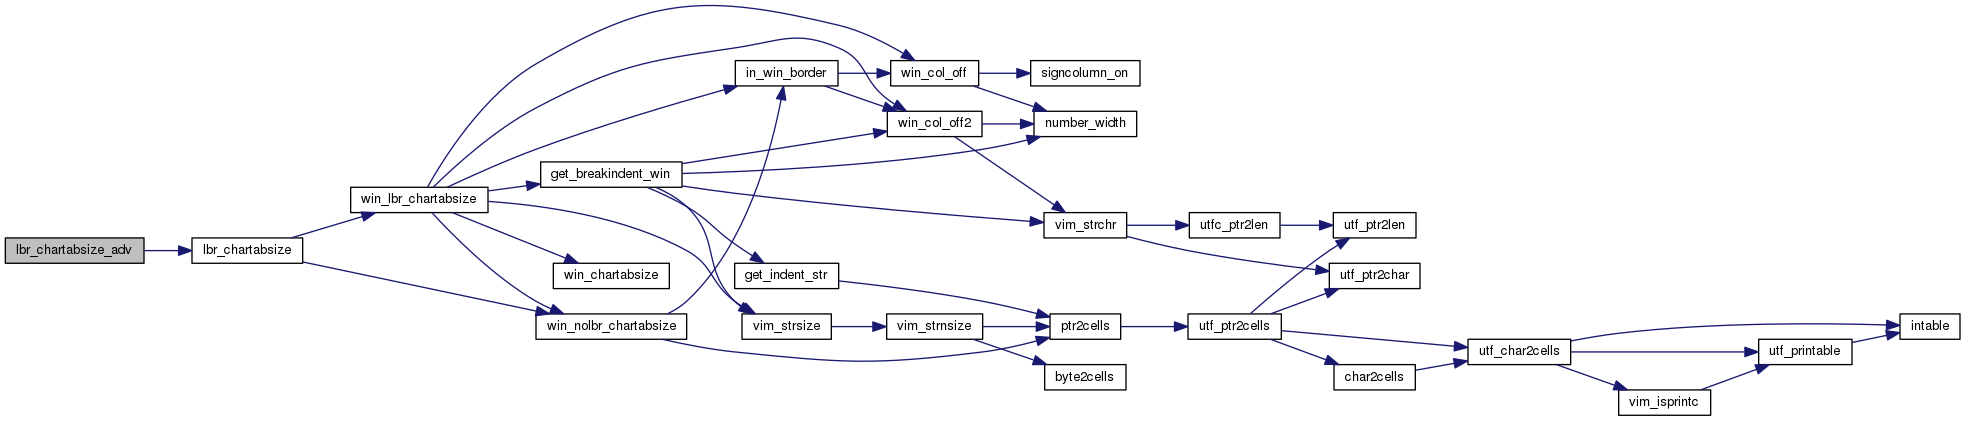 lbr_chartabsize_adv
lbr_chartabsize
win_lbr_chartabsize
get_breakindent_win
win_chartabsize
win_nolbr_chartabsize
in_win_border
get_indent_str
vim_strsize
win_col_off
win_col_off2
vim_strnsize
signcolumn_on
number_width
vim_strchr
ptr2cells
byte2cells
utfc_ptr2len
utf_ptr2cells
utf_ptr2len
utf_ptr2char
char2cells
utf_char2cells
vim_isprintc
utf_printable
intable